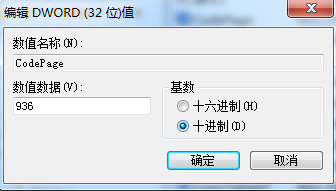 编辑 DWORD (32 位)值
数值名称(N):
CodePage
数值数据(V):
936
基数
十六进制(H)
十进制(D)
确定
取消